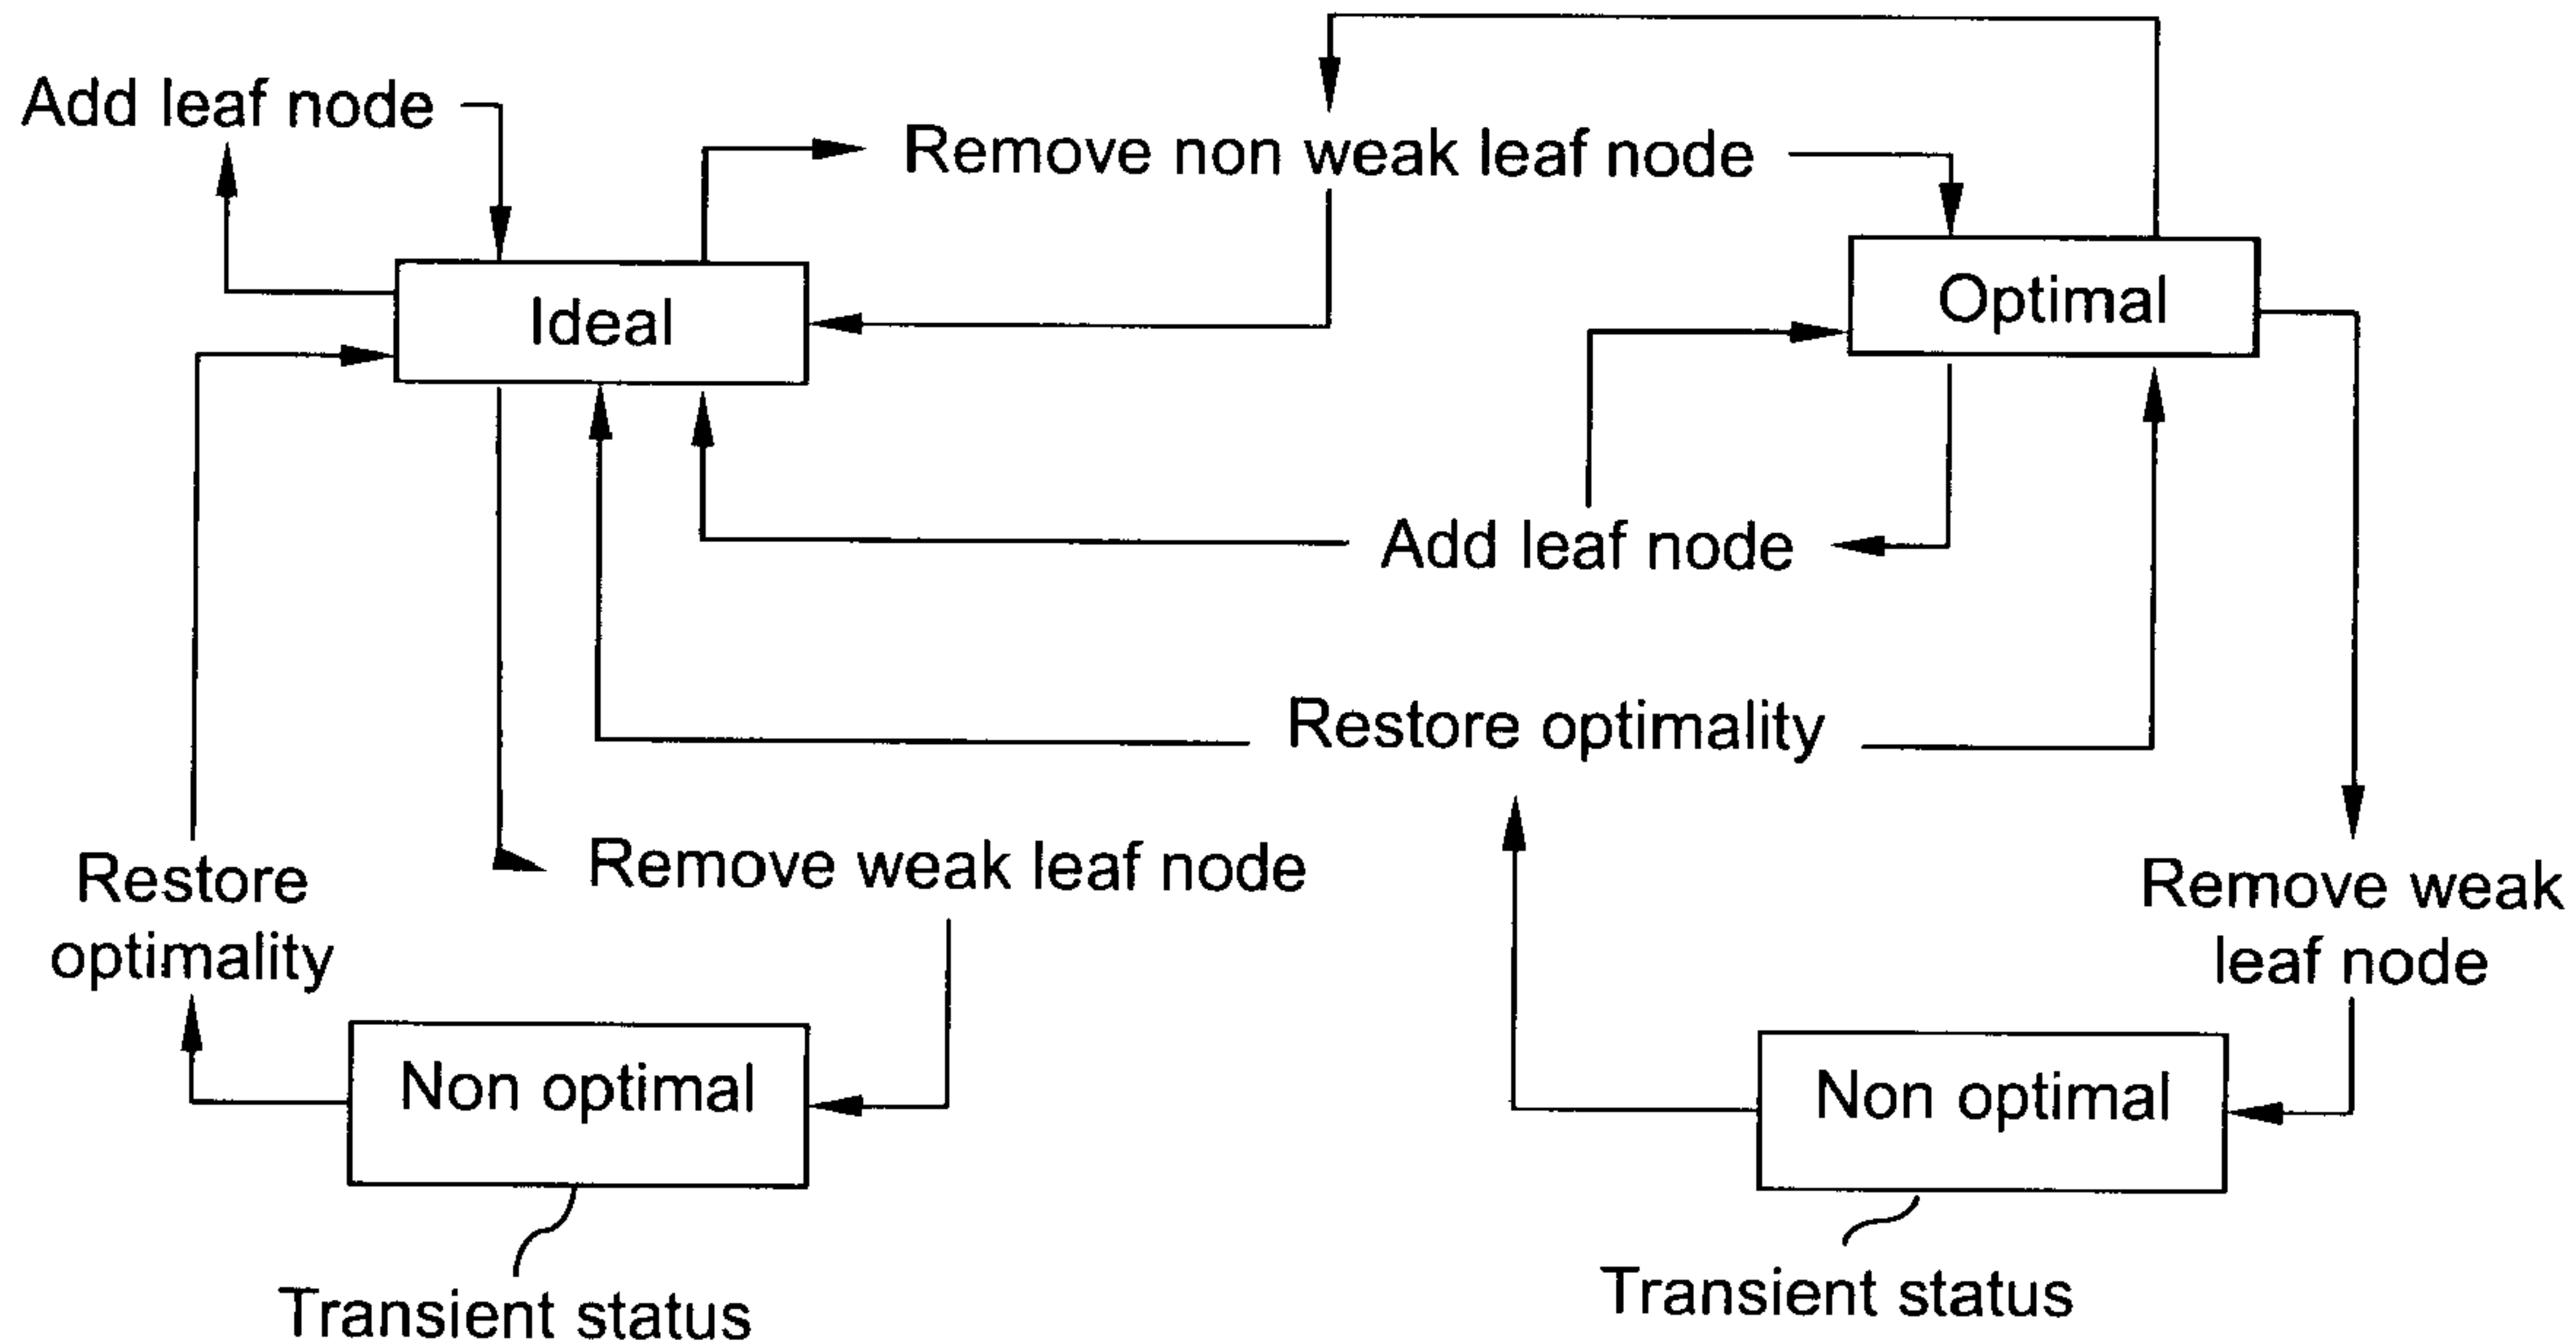 Add leaf node
Remove non weak leaf node
Ideal
Optimal
Add leaf node
Restore optimality
Remove weak leaf node
Restore
optimality
Remove weak
leaf node
Non optimal
Non optimal
Transient status
Transient status